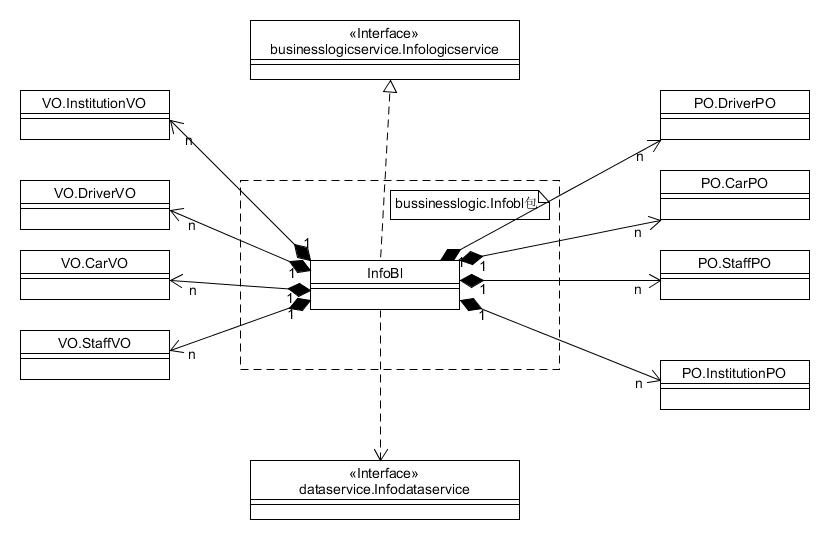 «Interface»
businesslogicservice.Infologicservice
VO.InstitutionVO
n
PO.DriverPO
n
PO.CarPO
n
VO.DriverVO
n
bussinesslogic.Infobl包
1
1
1
1
InfoBl
1
1
1
1
VO.CarVO
n
PO.StaffPO
n
VO.StaffVO
n
PO.InstitutionPO
n
«Interface»
dataservice.Infodataservice